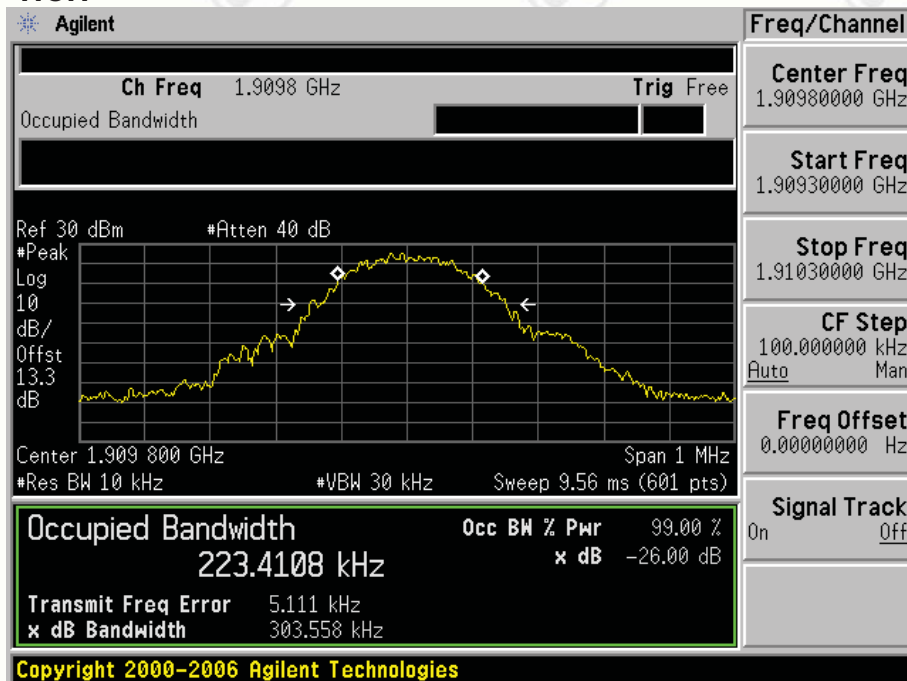 Agilent
Freq/Channel
Ch Freq 1.9098 GHz Trig Free
Occupied Bandwidth
Center Freq
1.90980000 GHz
Start Freq
1.90930000 GHz
Stop Freq
1.91030000 GHz
CF Step
100.000000 kHz
Auto Man
Freq Offset
0.00000000 Hz
Signal Track
On Off
Ref 30 dBm #Atten 40 dB
#Peak
Log
10
dB/
Offst
13.3
dB
Center 1.909 800 GHz Span 1 MHz
#Res BW 10 kHz #VBW 30 kHz Sweep 9.56 ms (601 pts)
Occupied Bandwidth Occ BW % Pwr 99.00 %
223.4108 kHz x dB -26.00 dB
Transmit Freq Error 5.111 kHz
x dB Bandwidth 303.558 kHz
Copyright 2000-2006 Agilent Technologies